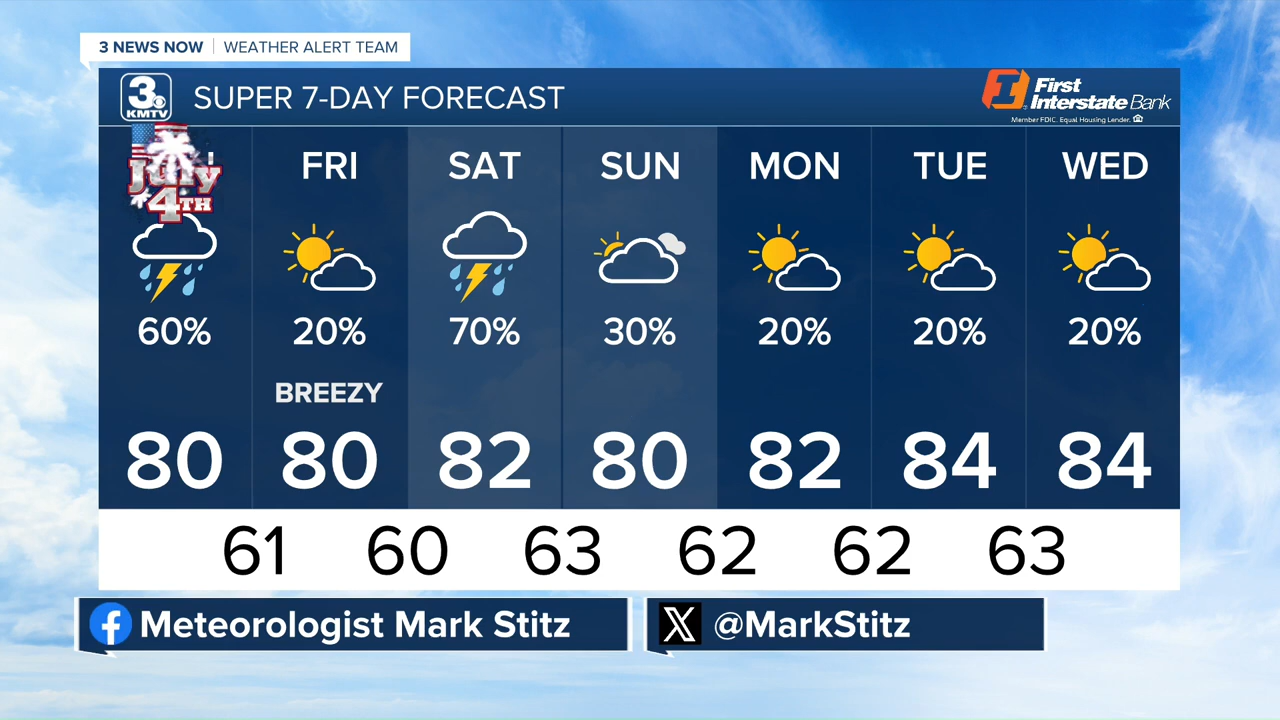 3 NEWS NOW | WEATHER ALERT TEAM
3
KMTV
SUPER 7-DAY FORECAST
First
Interstate Bank
Member FDIC. Equal Housing Lender.
July
4TH
FRI SAT SUN MON TUE WED
60% 20% 70% 30% 20% 20% 20%
BREEZY
80 80 82 80 82 84 84
61 60 63 62 62 63
Meteorologist Mark Stitz
@MarkStitz